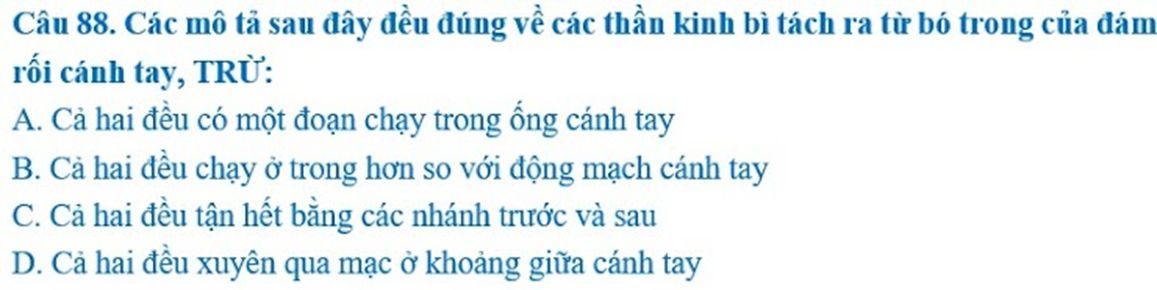 Câu 88. Các mô tả sau đây đều đúng về các thần kinh bì tách ra từ bó trong của đám
rối cánh tay, TRỪ:
A. Cả hai đều có một đoạn chạy trong ống cánh tay
B. Cả hai đều chạy ở trong hơn so với động mạch cánh tay
C. Cả hai đều tận hết bằng các nhánh trước và sau
D. Cả hai đều xuyên qua mạc ở khoảng giữa cánh tay